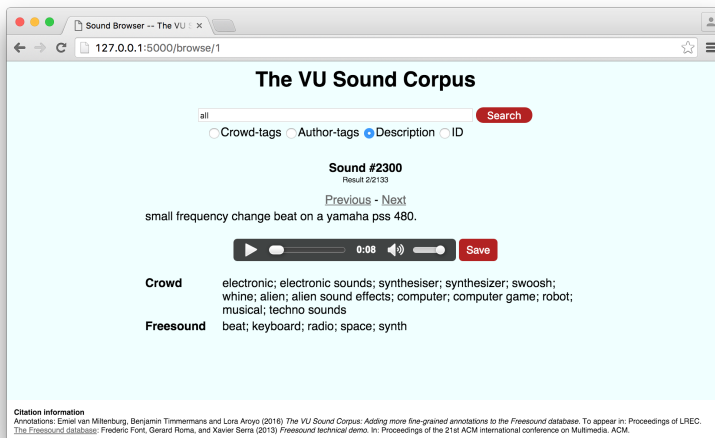 Sound Browser -- The VU S
127.0.0.1:5000/browse/1
The VU Sound Corpus
all Search
Crowd-tags Author-tags Description ID
Sound #2300
Result 2/2133
Previous - Next
small frequency change beat on a yamaha pss 480.
0:08 Save
Crowd electronic; electronic sounds; synthesiser; synthesizer; swoosh;
whine; alien; alien sound effects; computer; computer game; robot;
musical; techno sounds
Freesound beat; keyboard; radio; space; synth
Citation information
Annotations: Emiel van Miltenburg, Benjamin Timmermans and Lora Aroyo (2016) The VU Sound Corpus: Adding more fine-grained annotations to the Freesound database. To appear in: Proceedings of LREC.
The Freesound database: Frederic Font, Gerard Roma, and Xavier Serra (2013) Freesound technical demo. In: Proceedings of the 21st ACM international conference on Multimedia. ACM.